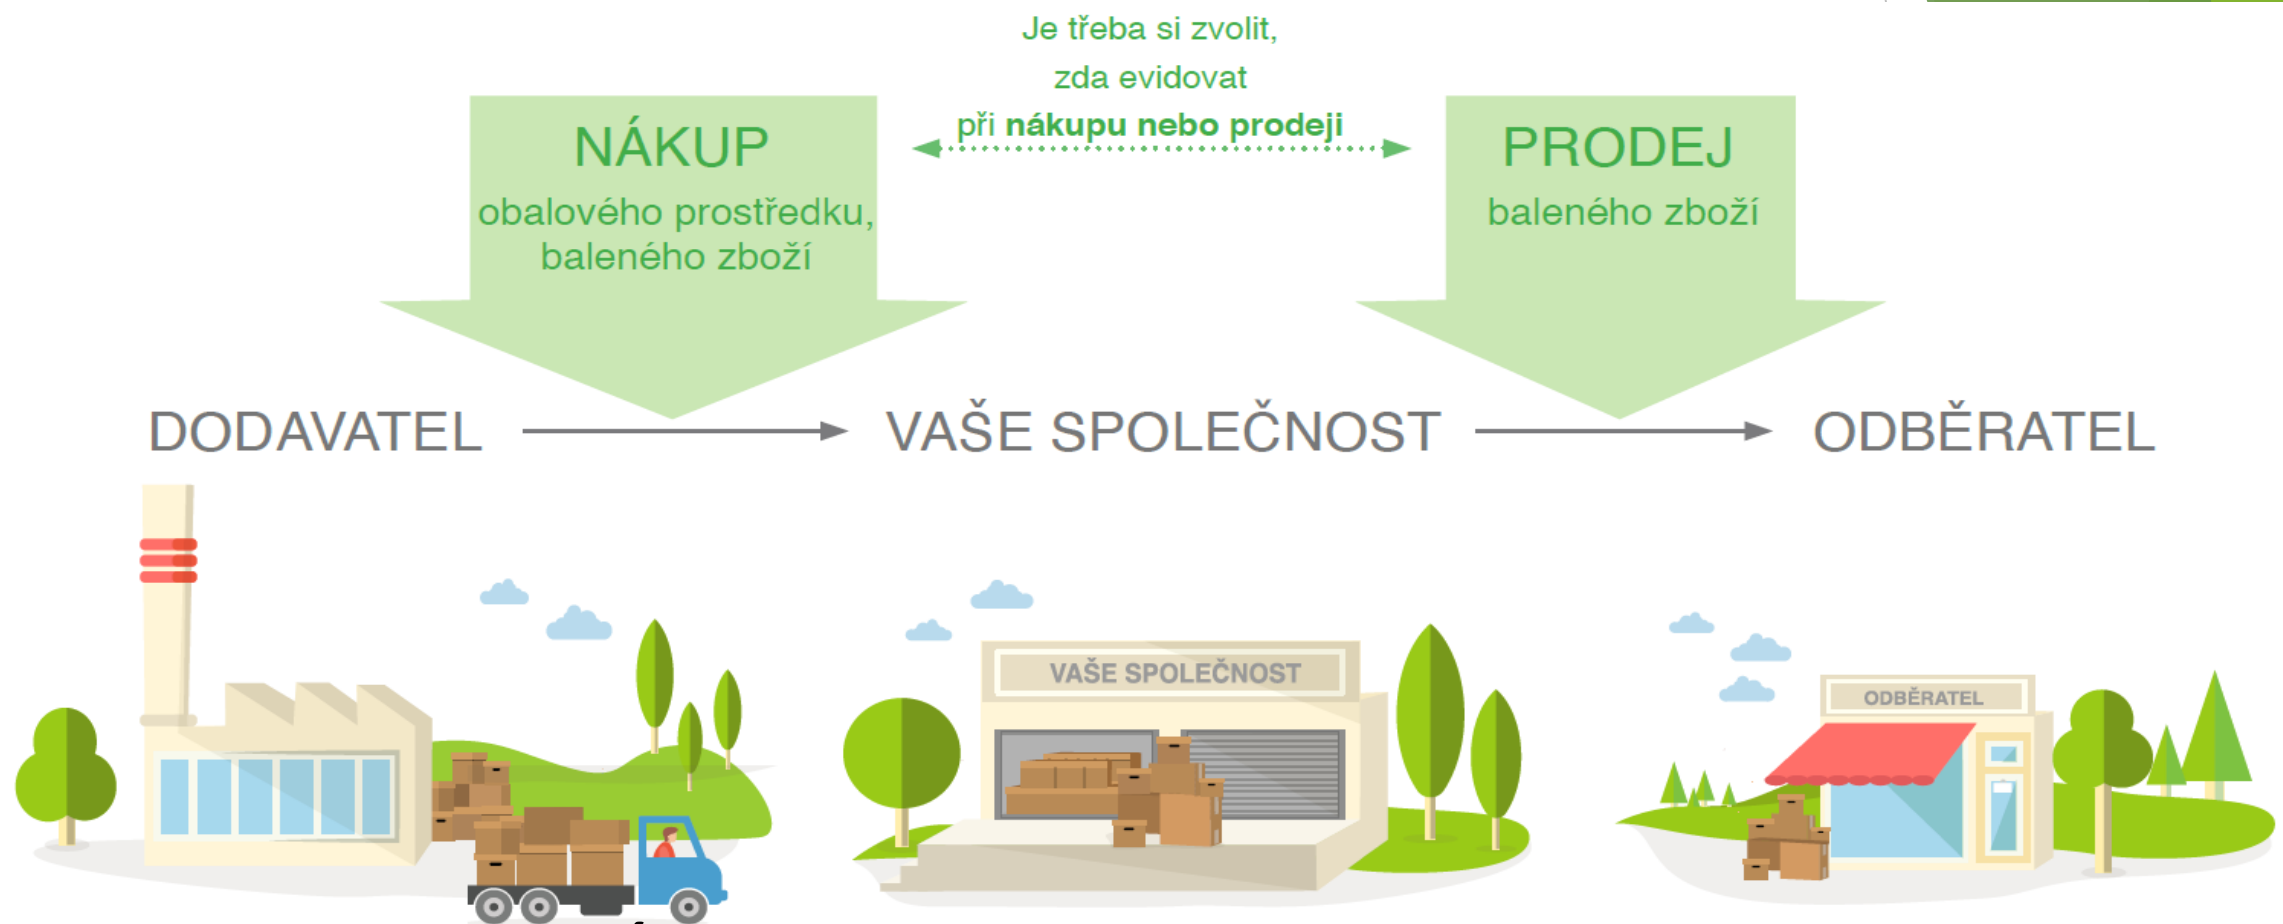 Je třeba si zvolit,
zda evidovat
při nákupu nebo prodeji
NÁKUP
obalového prostředku,
baleného zboží
PRODEJ
baleného zboží
DODAVATEL
VAŠE SPOLEČNOST
ODBĚRATEL
VAŠE SPOLEČNOST
ODBĚRATEL